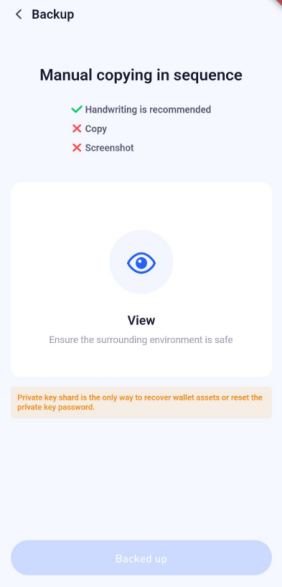 Backup
Manual copying in sequence
Handwriting is recommended
Copy
Screenshot
View
Ensure the surrounding environment is safe
Private key shard is the only way to recover wallet assets or reset the
private key password.
Backed up